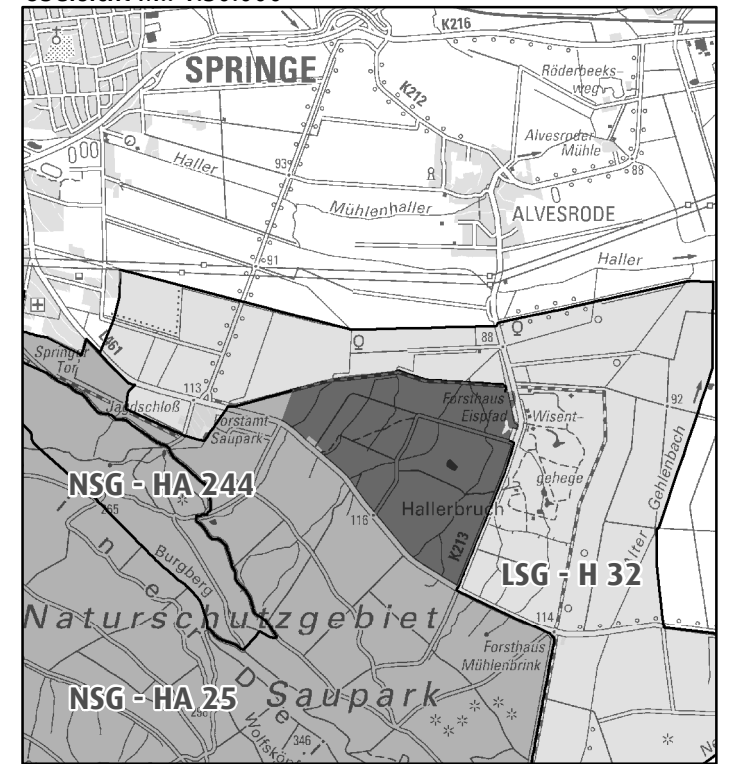 K216
SPRINGE
Röderbeeks-
weg
K212
Alvesroder
Mühle
Haller
93
88
Mühlenhaller
ALVESRODE
91
Haller
L461
88
Springer
Tor
113
Jagdschloß
Forsthaus
Eispfad
Wisent-
92
Forstamt
Saupark
gehege
NSG - HA 244
265
Hallerbruch
116
Alter Gehlenbach
K213
Burgberg
LSG - H 32
Naturschutzgebiet
114
Forsthaus
Mühlenbrink
NSG - HA 25
Saupark
346